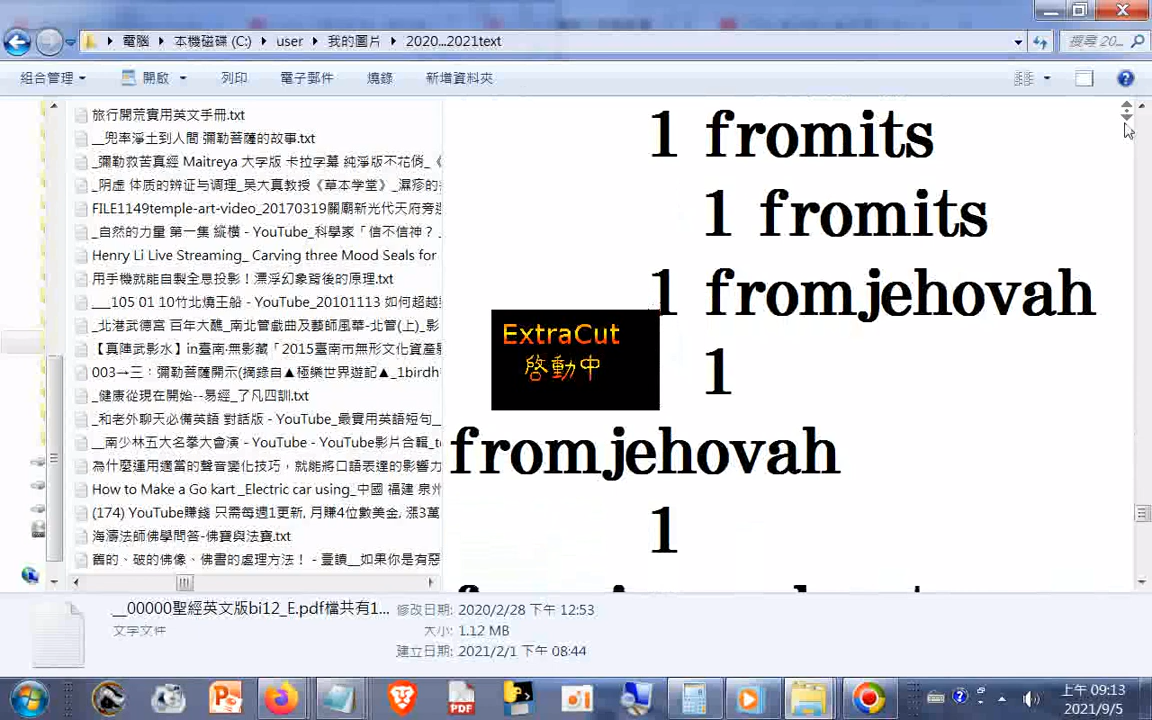 電腦 本機磁碟 (C:) user 我的圖片 2020...2021text 搜尋 20...
組合管理 開啟 列印 電子郵件 燒錄 新增資料夾
旅行開荒實用英文手冊.txt
__兜率淨土到人間 彌勒菩薩的故事.txt
_彌勒救苦真經 Maitreya 大字版 卡拉字幕 純淨版不花俏_《
_阴虚 体质的辨证与调理_吴大真教授《草本学堂》_濕疹的
FILE1149temple-art-video_20170319關廟新光代天府旁
_自然的力量 第一集 縱橫 - YouTube_科學家「信不信神？
Henry Li Live Streaming_ Carving three Mood Seals for
用手機就能自製全息投影！漂浮幻象背後的原理.txt
___105 01 10竹北燒王船 - YouTube_20101113 如何超越
_北港武德宮 百年大醮_南北管戲曲及藝師風華-北管(上)_影
【真陣武影水】in臺南·無影藏「2015臺南市無形文化資產
003→三：彌勒菩薩開示(摘錄自▲極樂世界遊記▲_1birdh
_健康從現在開始--易經_了凡四訓.txt
_和老外聊天必備英語 對話版 - YouTube_最實用英語短句_
__南少林五大名拳大會演 - YouTube - YouTube影片合輯_t
為什麼運用適當的聲音變化技巧，就能將口語表達的影響力
How to Make a Go kart _Electric car using_中國 福建 泉州
(174) YouTube賺錢 只需每週1更新, 月賺4位數美金, 漲3萬
海濤法師佛學問答-佛寶與法寶.txt
舊的、破的佛像、佛書的處理方法！ - 臺讀__如果你是有惡
1 fromits
1 fromits
1 fromjehovah
1
fromjehovah
1
ExtraCut
啓動中
__00000聖經英文版bi12_E.pdf檔共有1... 修改日期: 2020/2/28 下午 12:53
文字文件 大小: 1.12 MB
建立日期: 2021/2/1 下午 08:44
上午 09:13
2021/9/5